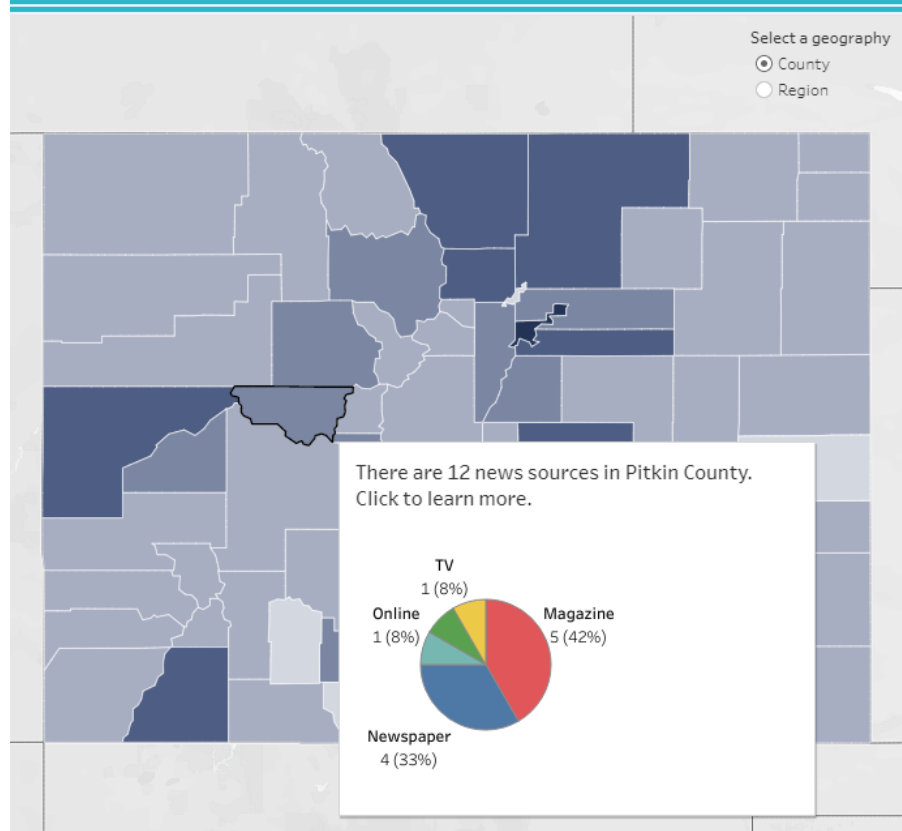 Select a geography
County
Region
There are 12 news sources in Pitkin County.
Click to learn more.
TV
1 (8%)
Online
1 (8%)
Magazine
5 (42%)
Newspaper
4 (33%)